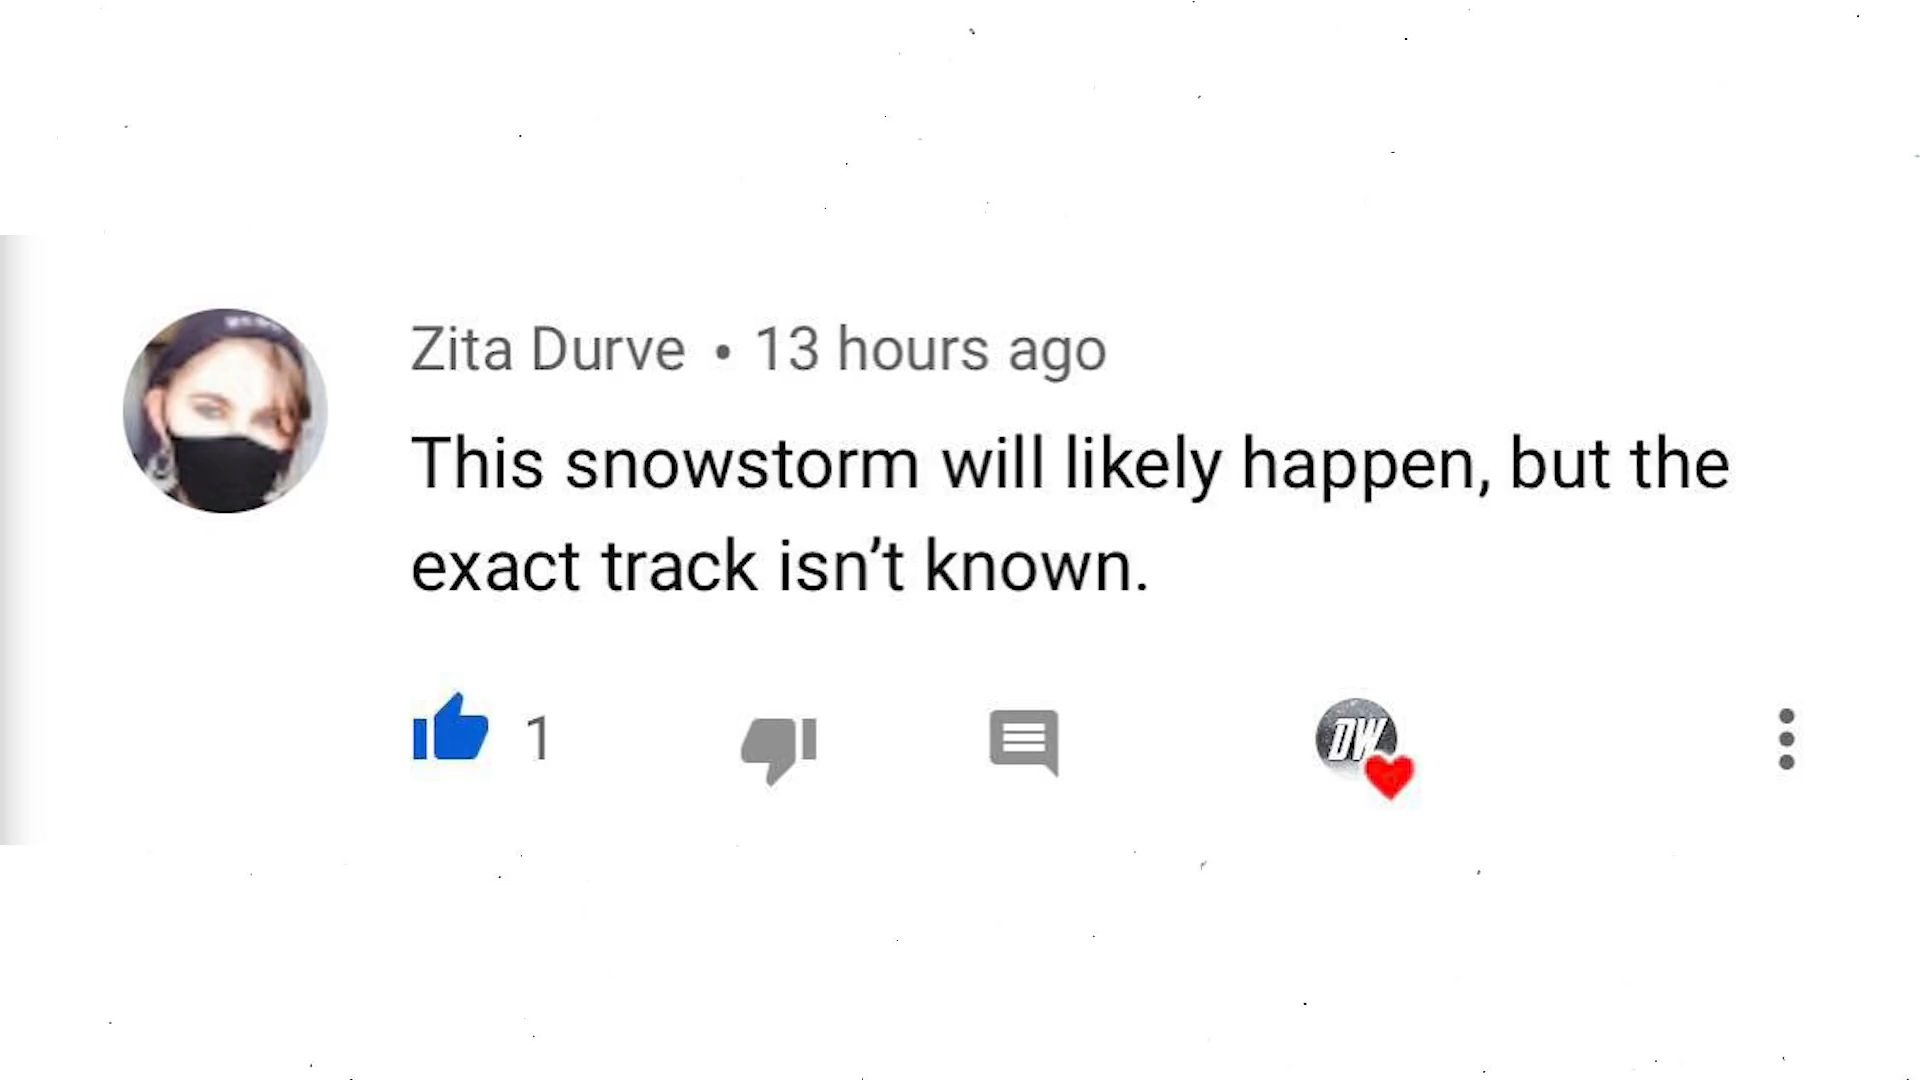 Zita Durve • 13 hours ago
This snowstorm will likely happen, but the
exact track isn’t known.
1
DW